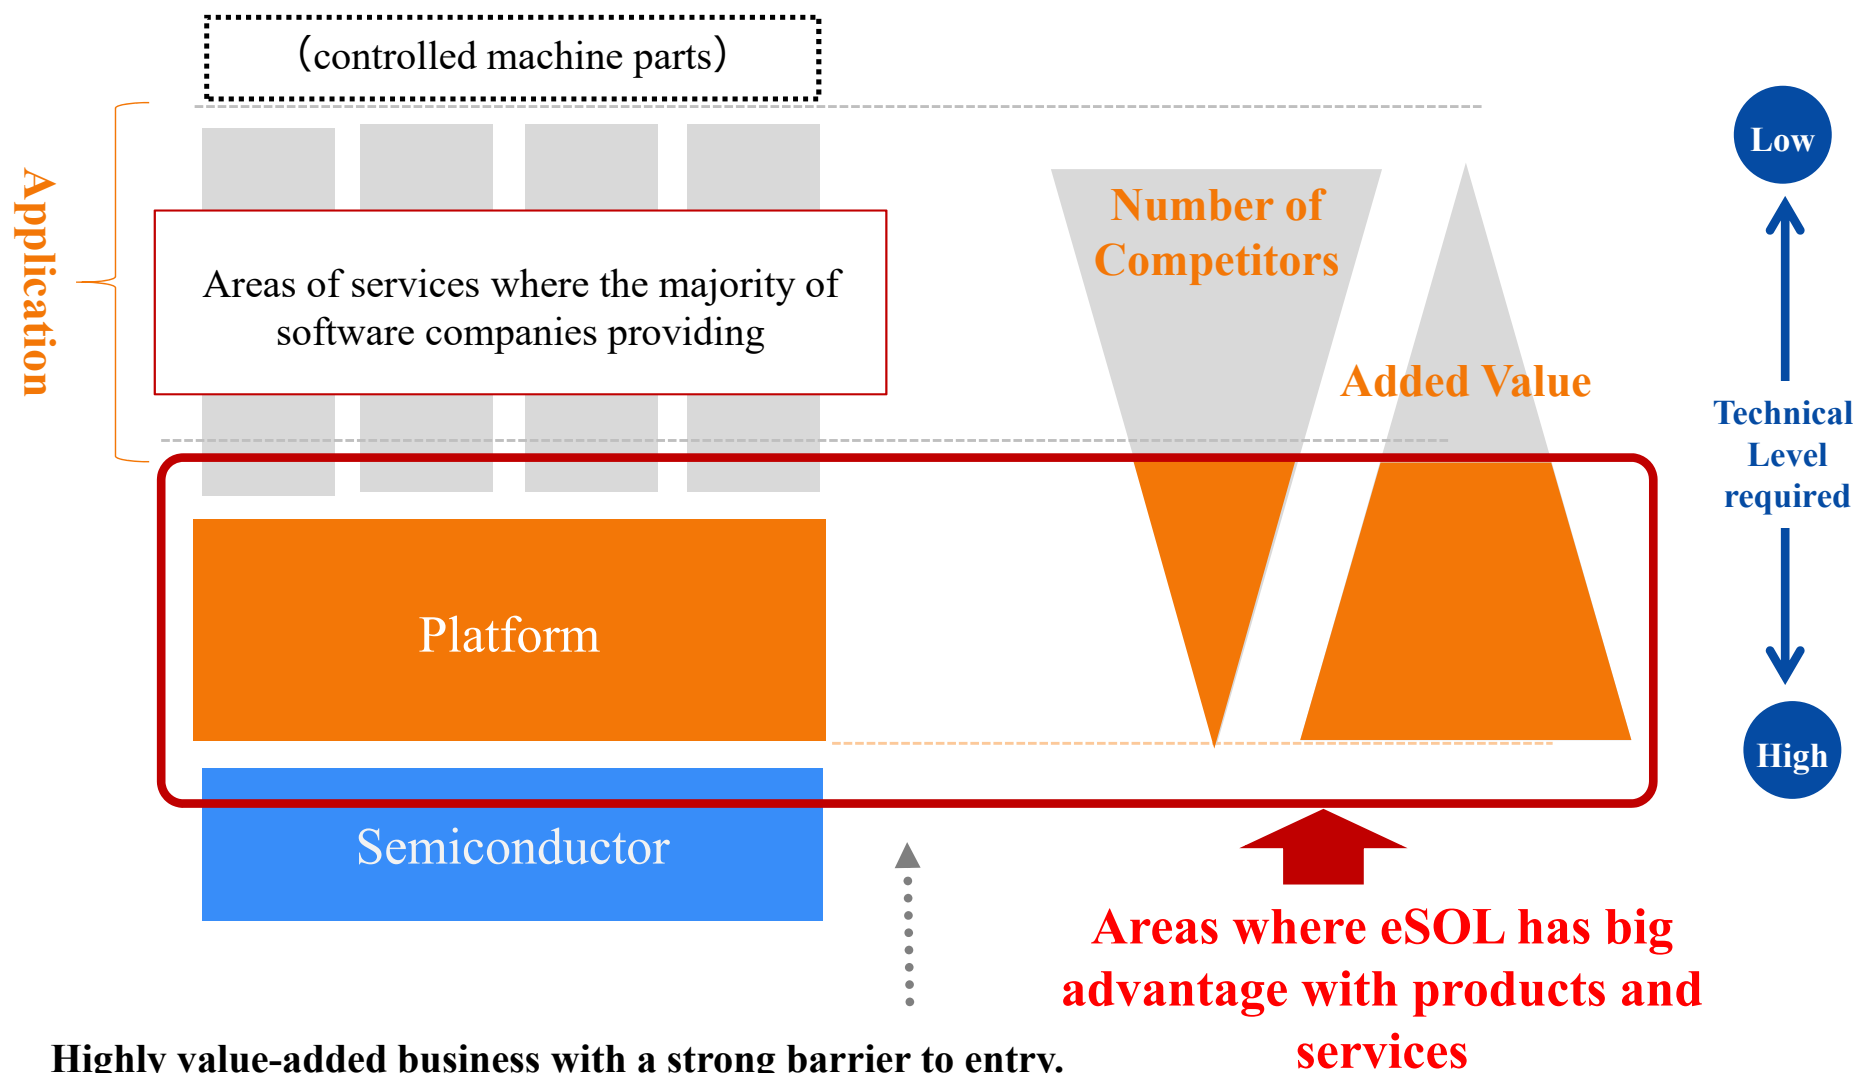 （controlled machine parts）
Application
Areas of services where the majority of
software companies providing
Number of
Competitors
Added Value
Low
Technical
Level
required
High
Platform
Semiconductor
Areas where eSOL has big
advantage with products and
services
Highly value-added business with a strong barrier to entry.